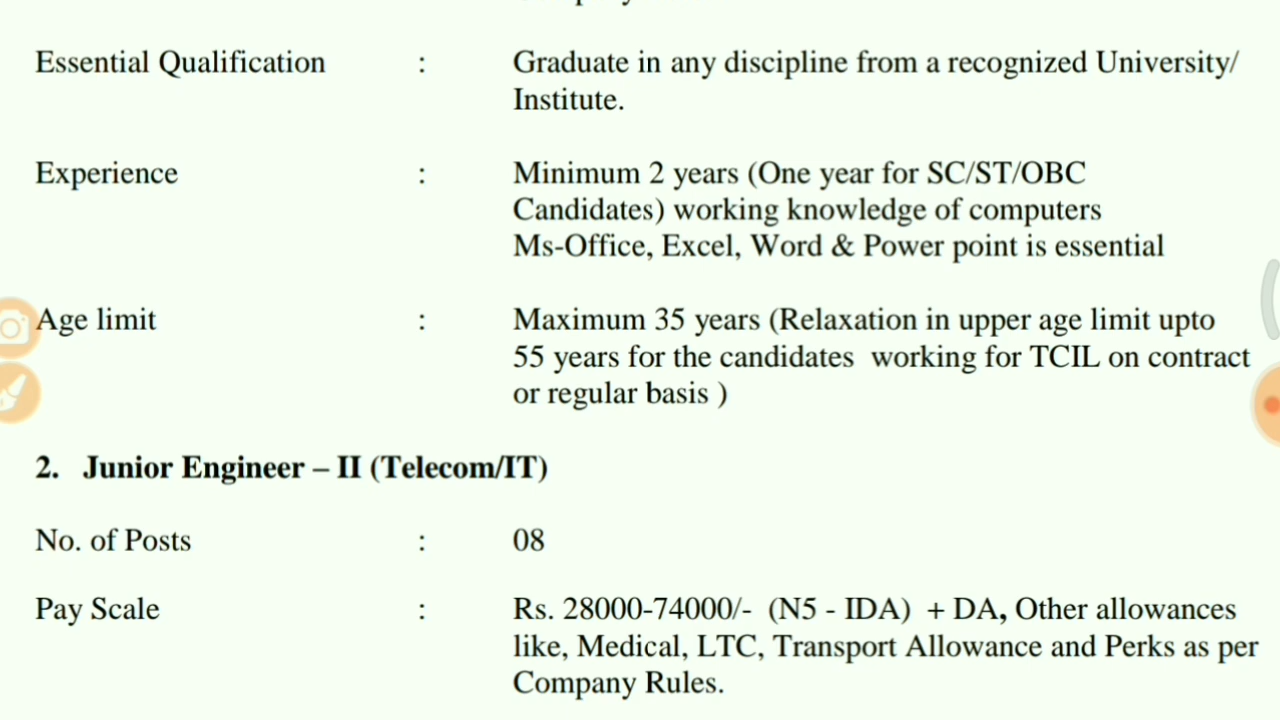 Essential Qualification : Graduate in any discipline from a recognized University/
Institute.
Experience : Minimum 2 years (One year for SC/ST/OBC
Candidates) working knowledge of computers
Ms-Office, Excel, Word & Power point is essential
Age limit : Maximum 35 years (Relaxation in upper age limit upto
55 years for the candidates working for TCIL on contract
or regular basis )
2. Junior Engineer – II (Telecom/IT)
No. of Posts : 08
Pay Scale : Rs. 28000-74000/- (N5 - IDA) + DA, Other allowances
like, Medical, LTC, Transport Allowance and Perks as per
Company Rules.